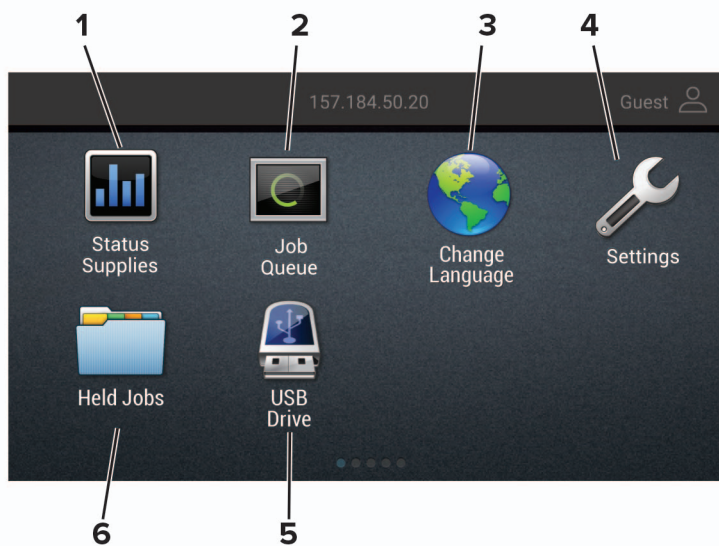 1 2 3 4
157.184.50.20 Guest
Status
Supplies
Job
Queue
Change
Language
Settings
Held Jobs
USB
Drive
6 5